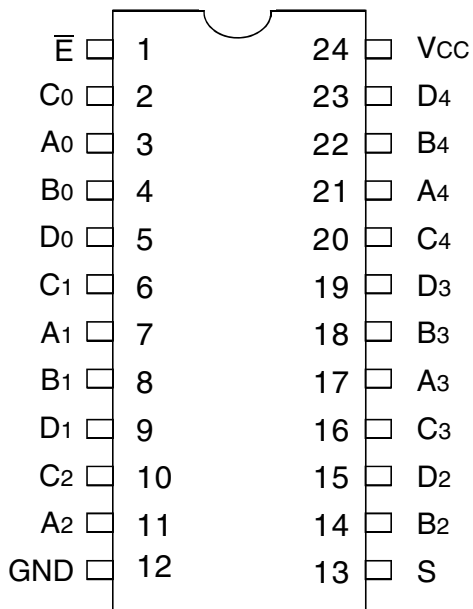 E̅ 1 24 VCC
C0 2 23 D4
A0 3 22 B4
B0 4 21 A4
D0 5 20 C4
C1 6 19 D3
A1 7 18 B3
B1 8 17 A3
D1 9 16 C3
C2 10 15 D2
A2 11 14 B2
GND 12 13 S